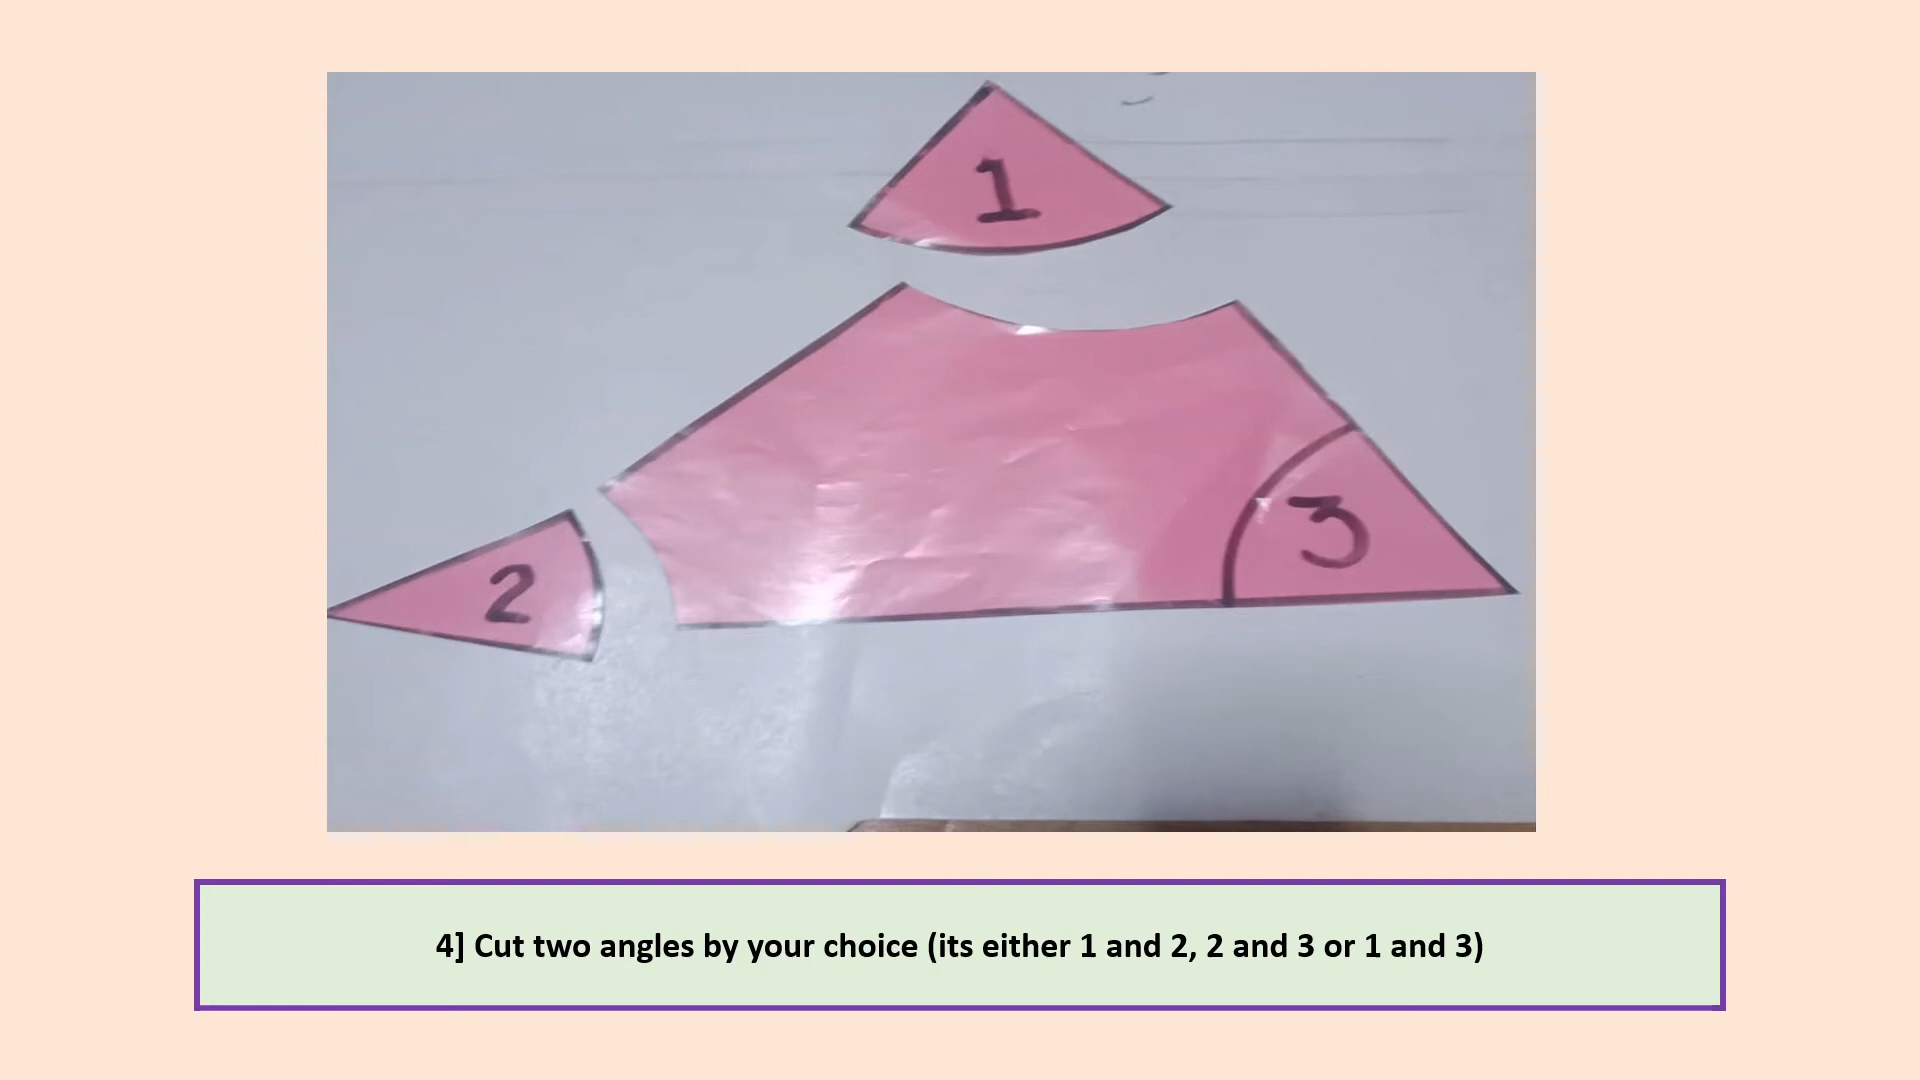 1
2
3
4] Cut two angles by your choice (its either 1 and 2, 2 and 3 or 1 and 3)